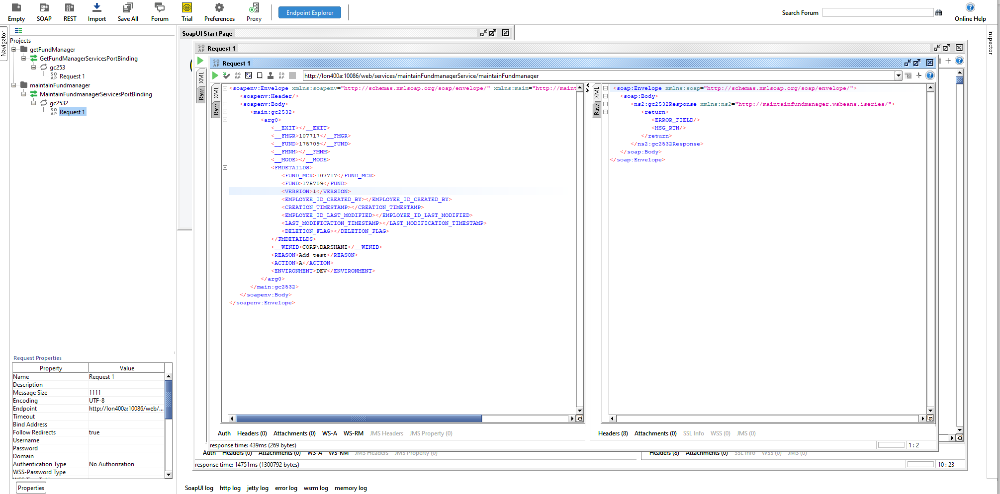 Empty SOAP REST Import Save All Forum Trial Preferences Proxy Endpoint Explorer Search Forum Online Help
Navigator
Projects
getFundManager
GetFundManagerServicesPortBinding
gc253
Request 1
maintainFundmanager
MaintainFundmanagerServicesPortBinding
gc2532
Request 1
SoapUI Start Page
Request 1
Request 1
XML
Raw
http://lon400a:10086/web/services/maintainFundmanagerService/maintainFundmanager
XML
Raw
<soapenv:Envelope xmlns:soapenv="http://schemas.xmlsoap.org/soap/envelope/" xmlns:main="http://maint
<soapenv:Header/>
<soapenv:Body>
<main:gc2532>
<arg0>
<__EXIT></__EXIT>
<__FMGR>107717</__FMGR>
<__FUND>175709</__FUND>
<__FMNM></__FMNM>
<__MODE></__MODE>
<FMDETAILDS>
<FUND_MGR>107717</FUND_MGR>
<FUND>175709</FUND>
<VERSION>1</VERSION>
<EMPLOYEE_ID_CREATED_BY></EMPLOYEE_ID_CREATED_BY>
<CREATION_TIMESTAMP></CREATION_TIMESTAMP>
<EMPLOYEE_ID_LAST_MODIFIED></EMPLOYEE_ID_LAST_MODIFIED>
<LAST_MODIFICATION_TIMESTAMP></LAST_MODIFICATION_TIMESTAMP>
<DELETION_FLAG></DELETION_FLAG>
</FMDETAILDS>
<__WINID>CORP\DARSHANI</__WINID>
<REASON>Add test</REASON>
<ACTION>A</ACTION>
<ENVIRONMENT>DEV</ENVIRONMENT>
</arg0>
</main:gc2532>
</soapenv:Body>
</soapenv:Envelope>
XML
Raw
<soap:Envelope xmlns:soap="http://schemas.xmlsoap.org/soap/envelope/">
<soap:Body>
<ns2:gc2532Response xmlns:ns2="http://maintainfundmanager.wsbeans.iseries/">
<return>
<ERROR_FIELD/>
<MSG_RTN/>
</return>
</ns2:gc2532Response>
</soap:Body>
</soap:Envelope>
Inspector
Auth Headers (0) Attachments (0) WS-A WS-RM JMS Headers JMS Property (0)
Headers (8) Attachments (0) SSL Info WSS (0) JMS (0)
response time: 439ms (269 bytes) 1 : 2
Auth Headers (0) Attachments (0) WS-A WS-RM JMS Headers JMS Property (0)
Headers (8) Attachments (0) SSL Info WSS (0) JMS (0)
response time: 14751ms (1300792 bytes) 10 : 23
Request Properties
Property Value
Name Request 1
Description
Message Size 1111
Encoding UTF-8
Endpoint http://lon400a:10086/web/...
Timeout
Bind Address
Follow Redirects true
Username
Password
Domain
Authentication Type No Authorization
WSS-Password Type
Properties
SoapUI log http log jetty log error log wsrm log memory log